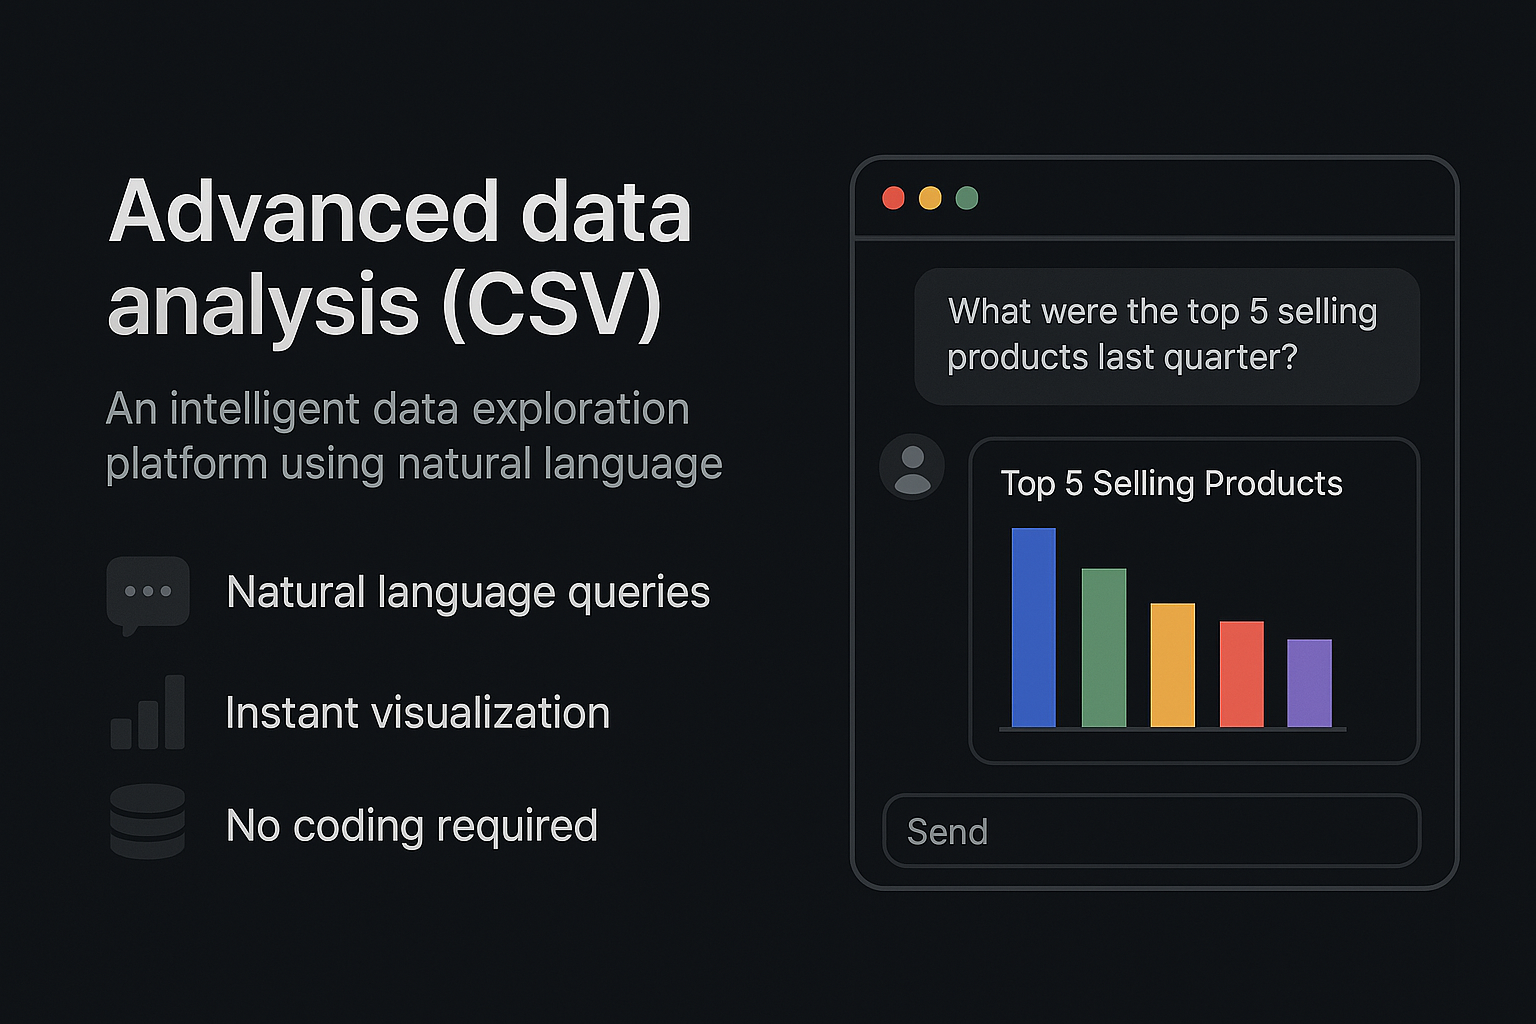 Advanced data
analysis (CSV)
An intelligent data exploration
platform using natural language
Natural language queries
Instant visualization
No coding required
What were the top 5 selling
products last quarter?
Top 5 Selling Products
Send